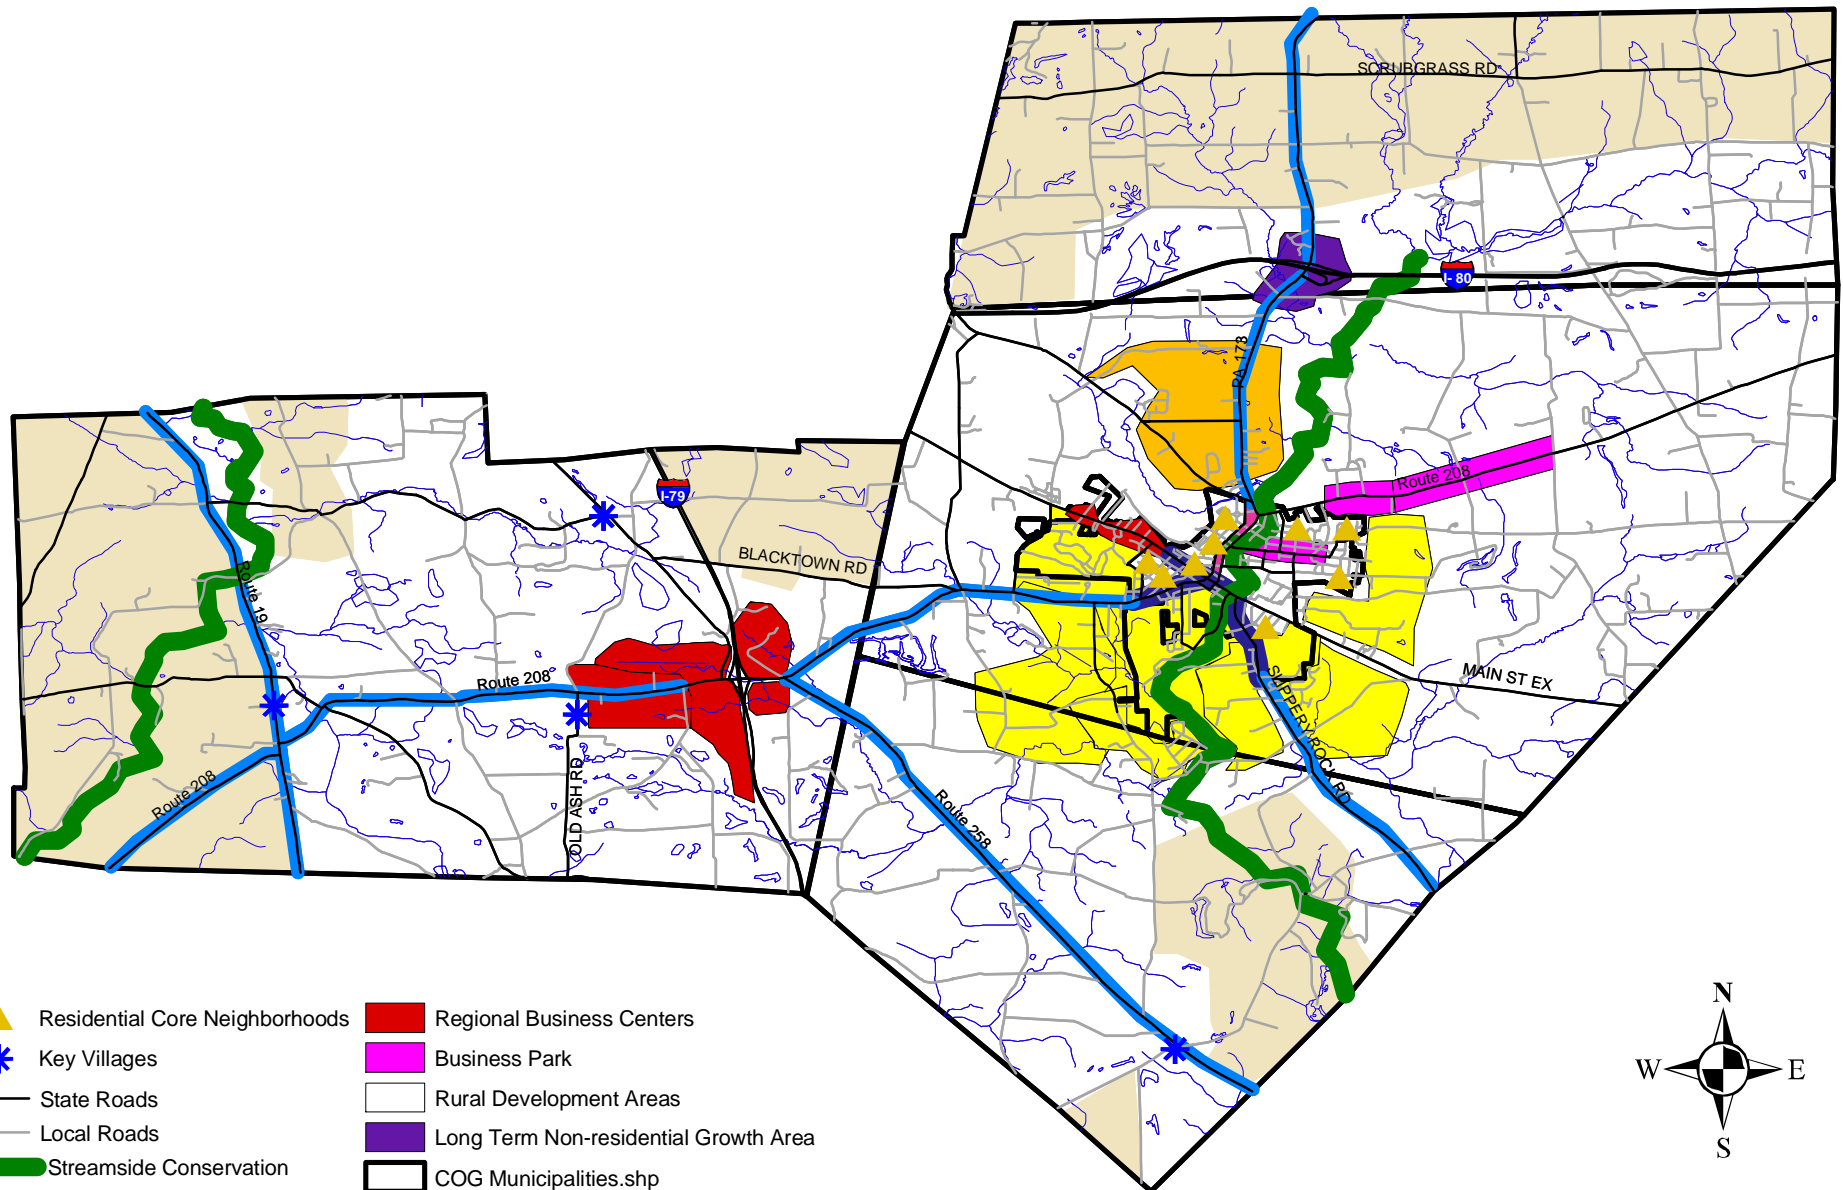 SCRUBGRASS RD
I- 80
PA 173
Route 208
I-79
BLACKTOWN RD
Route 19
Route 208
MAIN ST EX
SLIPPERY ROCK RD
Route 208
OLD ASH RD
Route 258
Residential Core Neighborhoods
Key Villages
State Roads
Local Roads
Streamside Conservation
Regional Business Centers
Business Park
Rural Development Areas
Long Term Non-residential Growth Area
COG Municipalities.shp
N
W
E
S